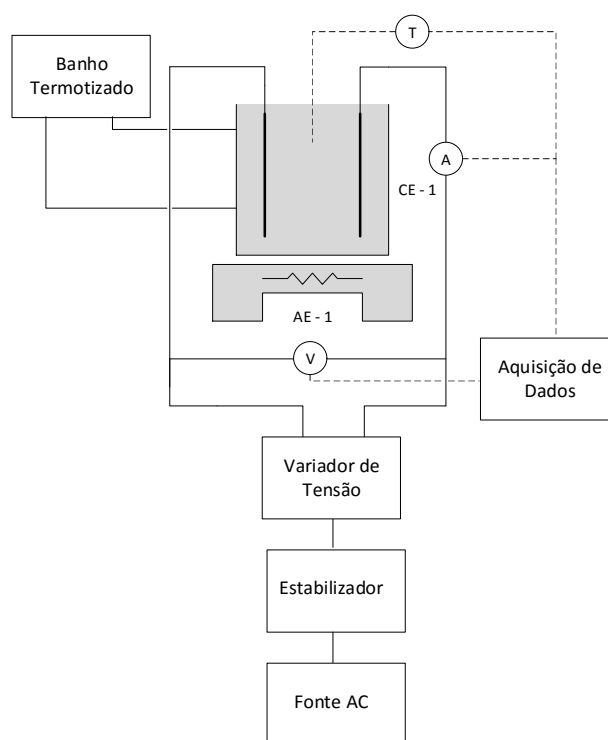 T
Banho
Termotizado
A
CE - 1
AE - 1
V
Aquisição de
Dados
Variador de
Tensão
Estabilizador
Fonte AC